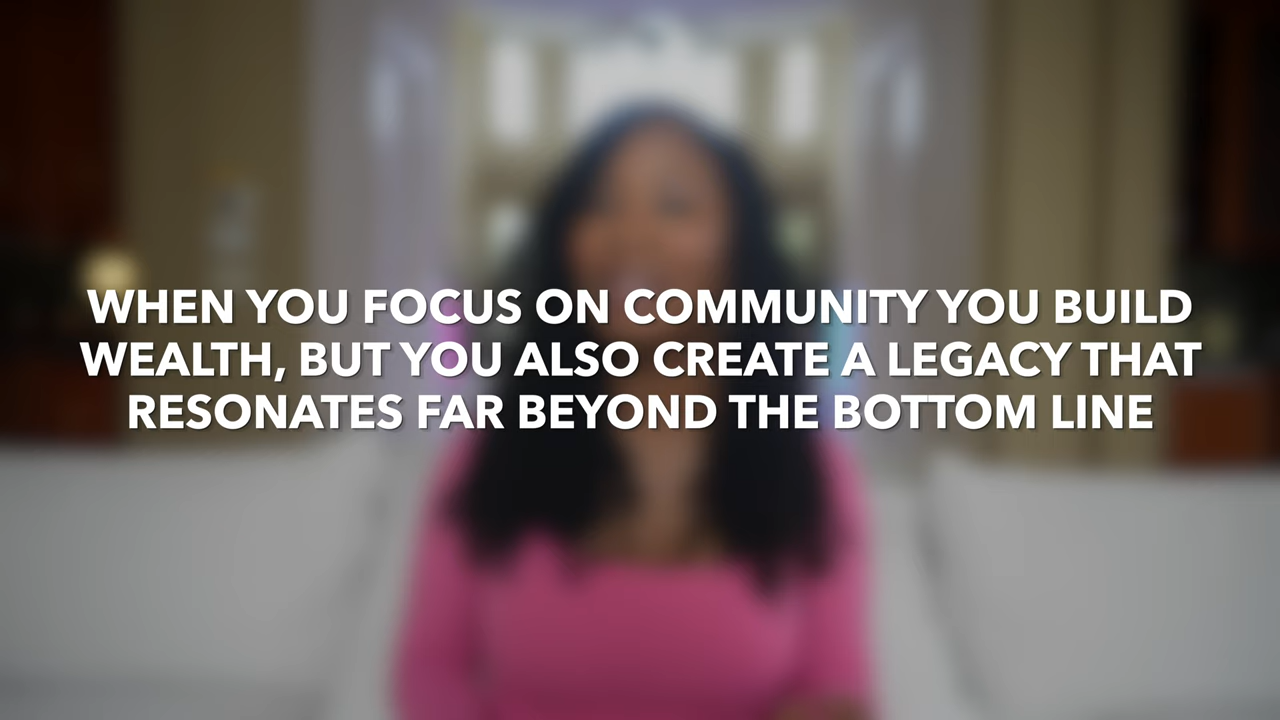 WHEN YOU FOCUS ON COMMUNITY YOU BUILD
WEALTH, BUT YOU ALSO CREATE A LEGACY THAT
RESONATES FAR BEYOND THE BOTTOM LINE